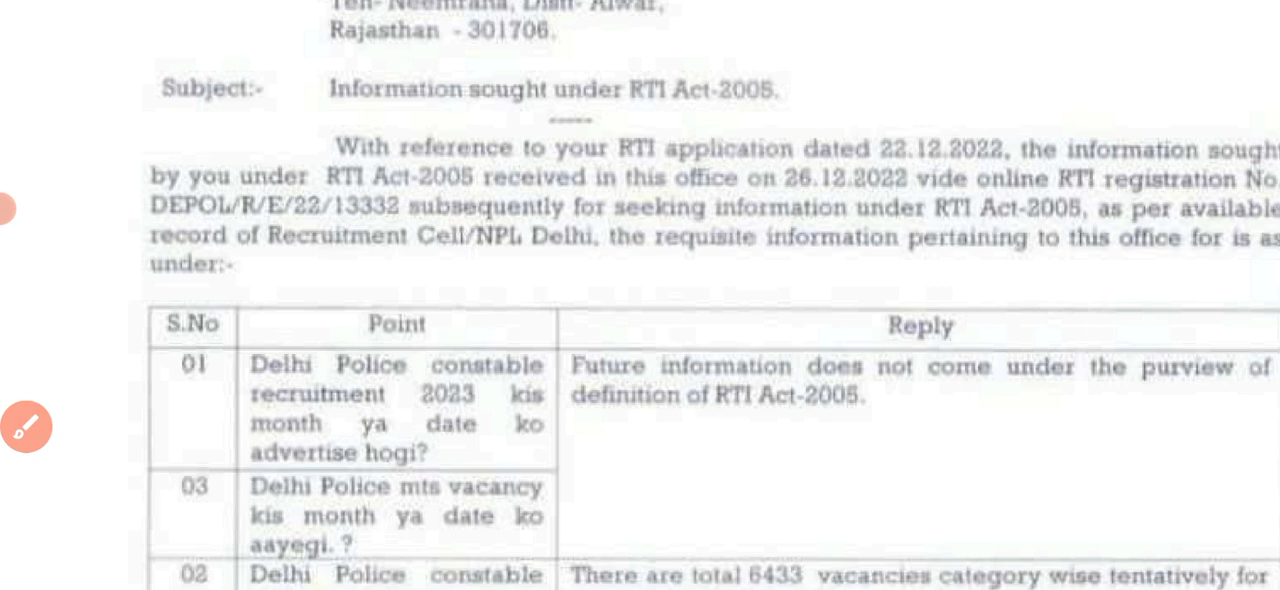 Teh- Neemrana, Distt- Alwar,
Rajasthan - 301706.
Subject:- Information sought under RTI Act-2005.
-----
With reference to your RTI application dated 22.12.2022, the information sought
by you under RTI Act-2005 received in this office on 26.12.2022 vide online RTI registration No.
DEPOL/R/E/22/13332 subsequently for seeking information under RTI Act-2005, as per available
record of Recruitment Cell/NPL Delhi, the requisite information pertaining to this office for is as
under:-
S.No Point Reply
01 Delhi Police constable Future information does not come under the purview of
recruitment 2023 kis definition of RTI Act-2005.
month ya date ko
advertise hogi?
03 Delhi Police mts vacancy
kis month ya date ko
aayegi. ?
02 Delhi Police constable There are total 6433 vacancies category wise tentatively for